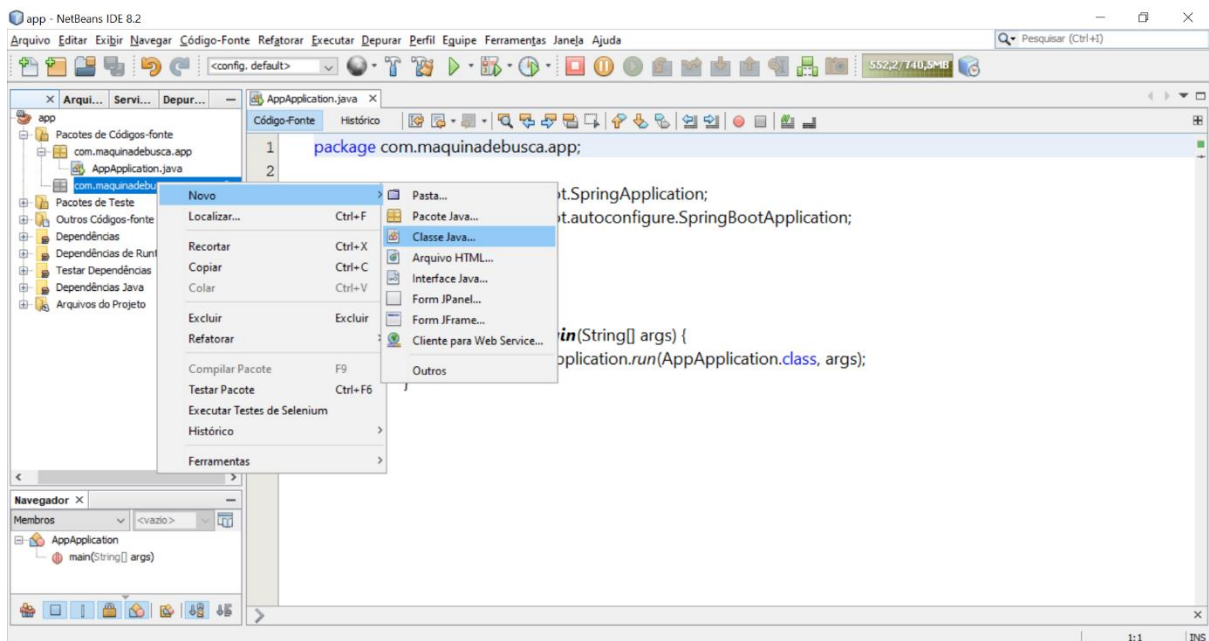 app - NetBeans IDE 8.2
Arquivo Editar Exibir Navegar Código-Fonte Refatorar Executar Depurar Perfil Equipe Ferramentas Janela Ajuda
Pesquisar (Ctrl+I)
<config. default>
552,2/740,5MB
Arqui... Servi... Depur...
AppApplication.java
Código-Fonte Histórico
app
Pacotes de Códigos-fonte
com.maquinadebusca.app
AppApplication.java
com.maquinadebu
Pacotes de Teste
Outros Códigos-fonte
Dependências
Dependências de Runt
Testar Dependências
Dependências Java
Arquivos do Projeto
1 package com.maquinadebusca.app;
2
t.SpringApplication;
t.autoconfigure.SpringBootApplication;
in(String[] args) {
pplication.run(AppApplication.class, args);
}
Novo
Localizar... Ctrl+F
Recortar Ctrl+X
Copiar Ctrl+C
Colar Ctrl+V
Excluir Excluir
Refatorar
Compilar Pacote F9
Testar Pacote Ctrl+F6
Executar Testes de Selenium
Histórico
Ferramentas
Pasta...
Pacote Java...
Classe Java...
Arquivo HTML...
Interface Java...
Form JPanel...
Form JFrame...
Cliente para Web Service...
Outros
Navegador
Membros <vazio>
AppApplication
main(String[] args)
1:1 INS